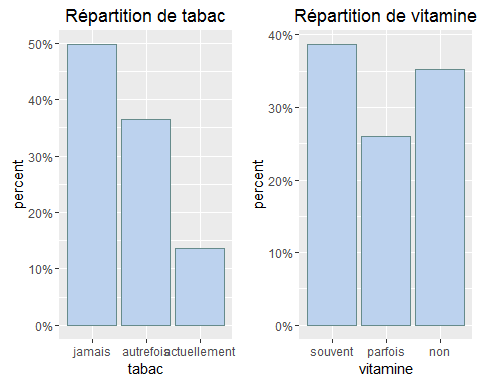 Répartition de tabac
50%
40%
30%
20%
10%
0%
percent
jamais autrefois actuellement
tabac
Répartition de vitamine
40%
30%
20%
10%
0%
percent
souvent parfois non
vitamine